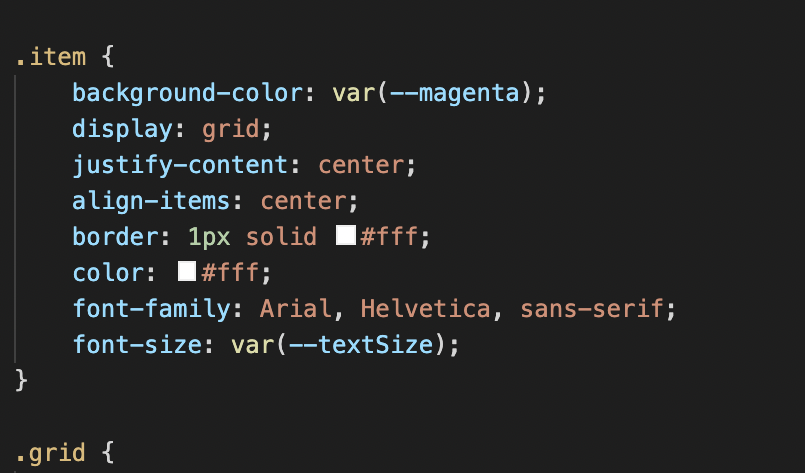 .item {
background-color: var(--magenta);
display: grid;
justify-content: center;
align-items: center;
border: 1px solid #fff;
color: #fff;
font-family: Arial, Helvetica, sans-serif;
font-size: var(--textSize);
}
.grid {